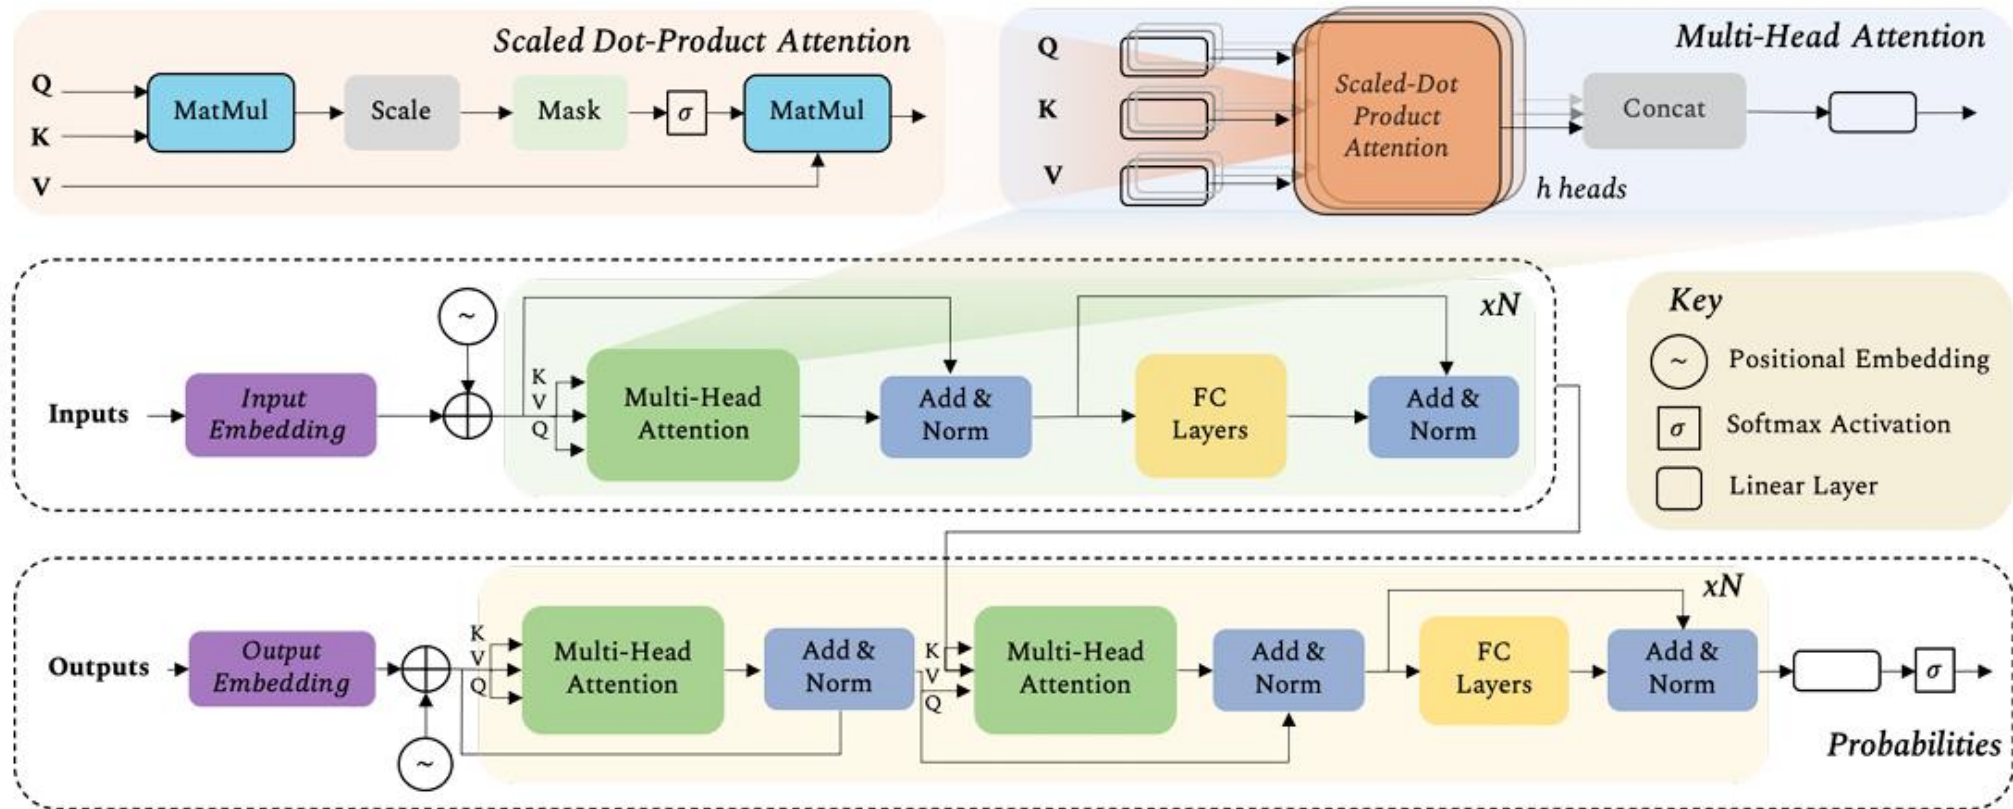 Scaled Dot-Product Attention
Q
K
V
MatMul
Scale
Mask
σ
MatMul
Multi-Head Attention
Q
K
V
Scaled-Dot
Product
Attention
h heads
Concat
xN
~
Inputs
Input
Embedding
K
V
Q
Multi-Head
Attention
Add &
Norm
FC
Layers
Add &
Norm
Key
~
Positional Embedding
σ
Softmax Activation
Linear Layer
xN
Outputs
Output
Embedding
~
K
V
Q
Multi-Head
Attention
Add &
Norm
K
V
Q
Multi-Head
Attention
Add &
Norm
FC
Layers
Add &
Norm
σ
Probabilities